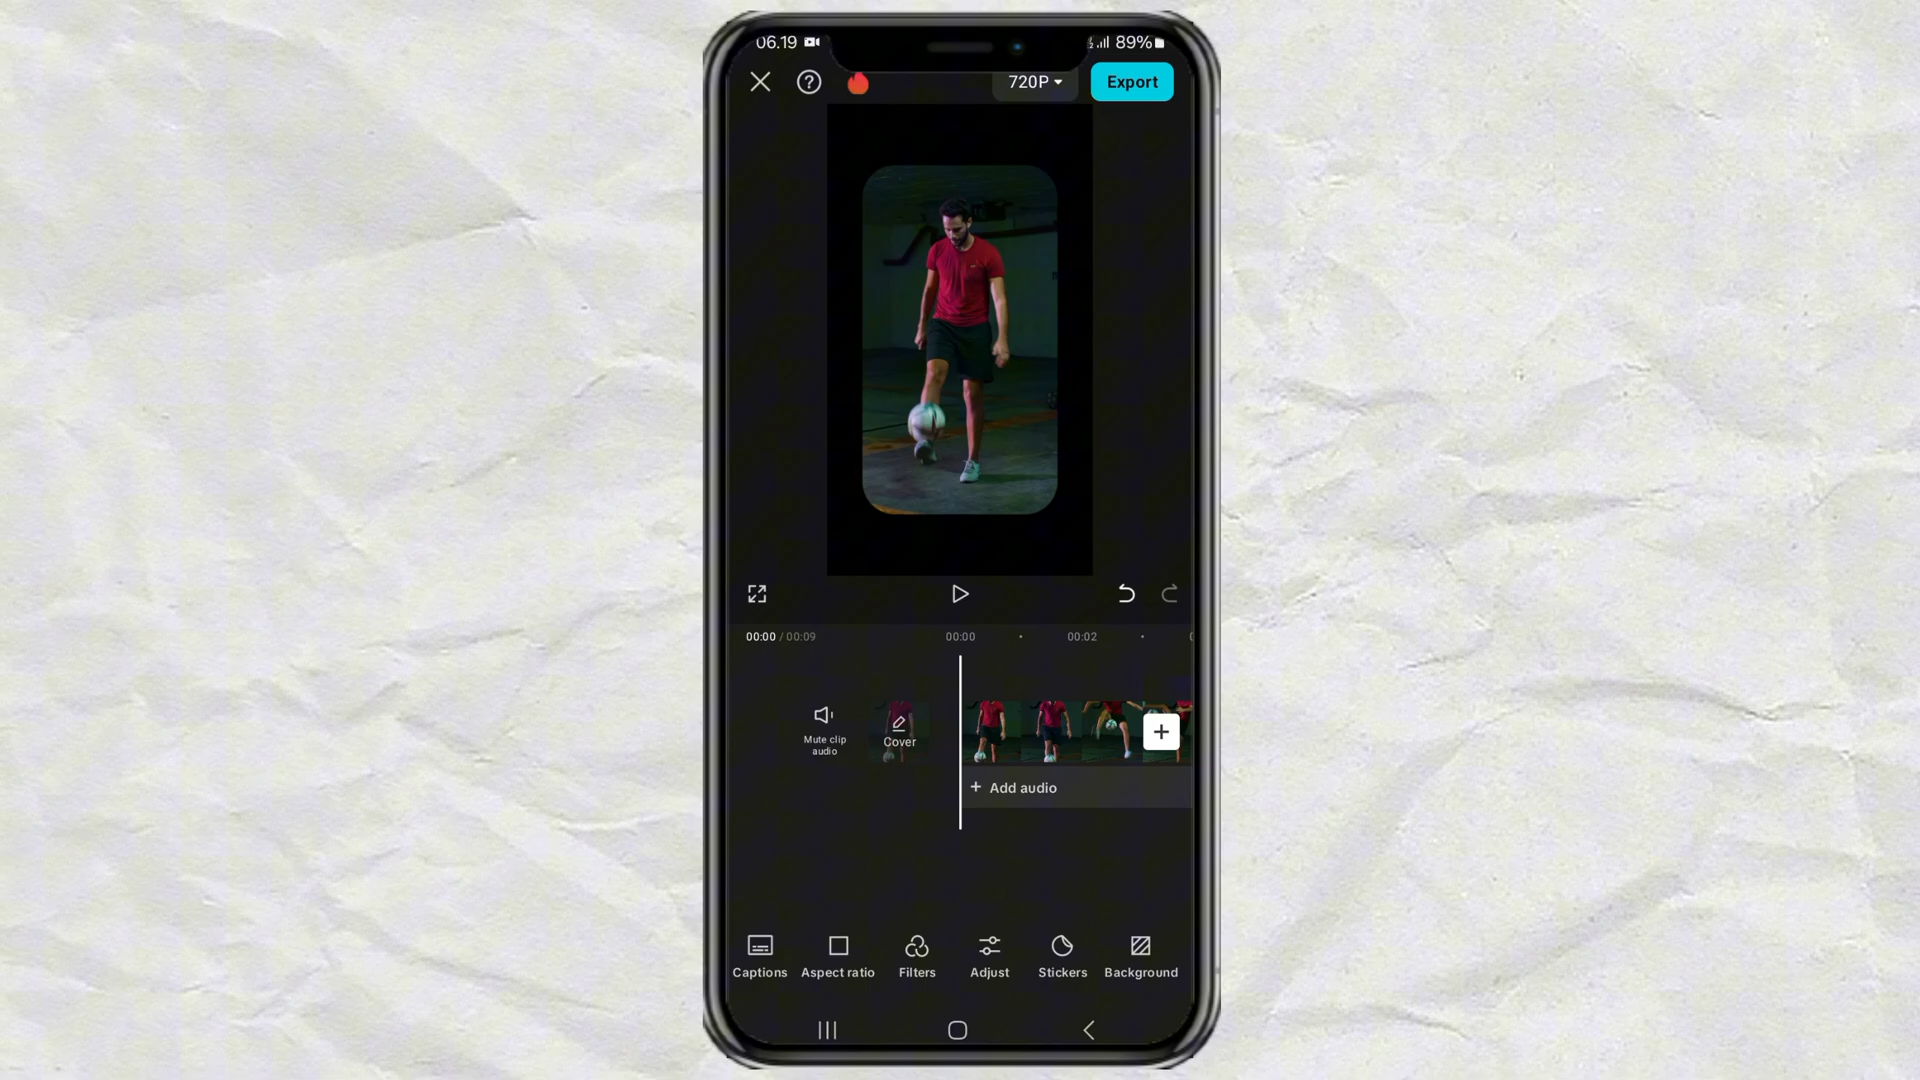 06.19
89%
720P
Export
00:00 / 00:09
00:00
00:02
Mute clip
audio
Cover
+ Add audio
Captions
Aspect ratio
Filters
Adjust
Stickers
Background